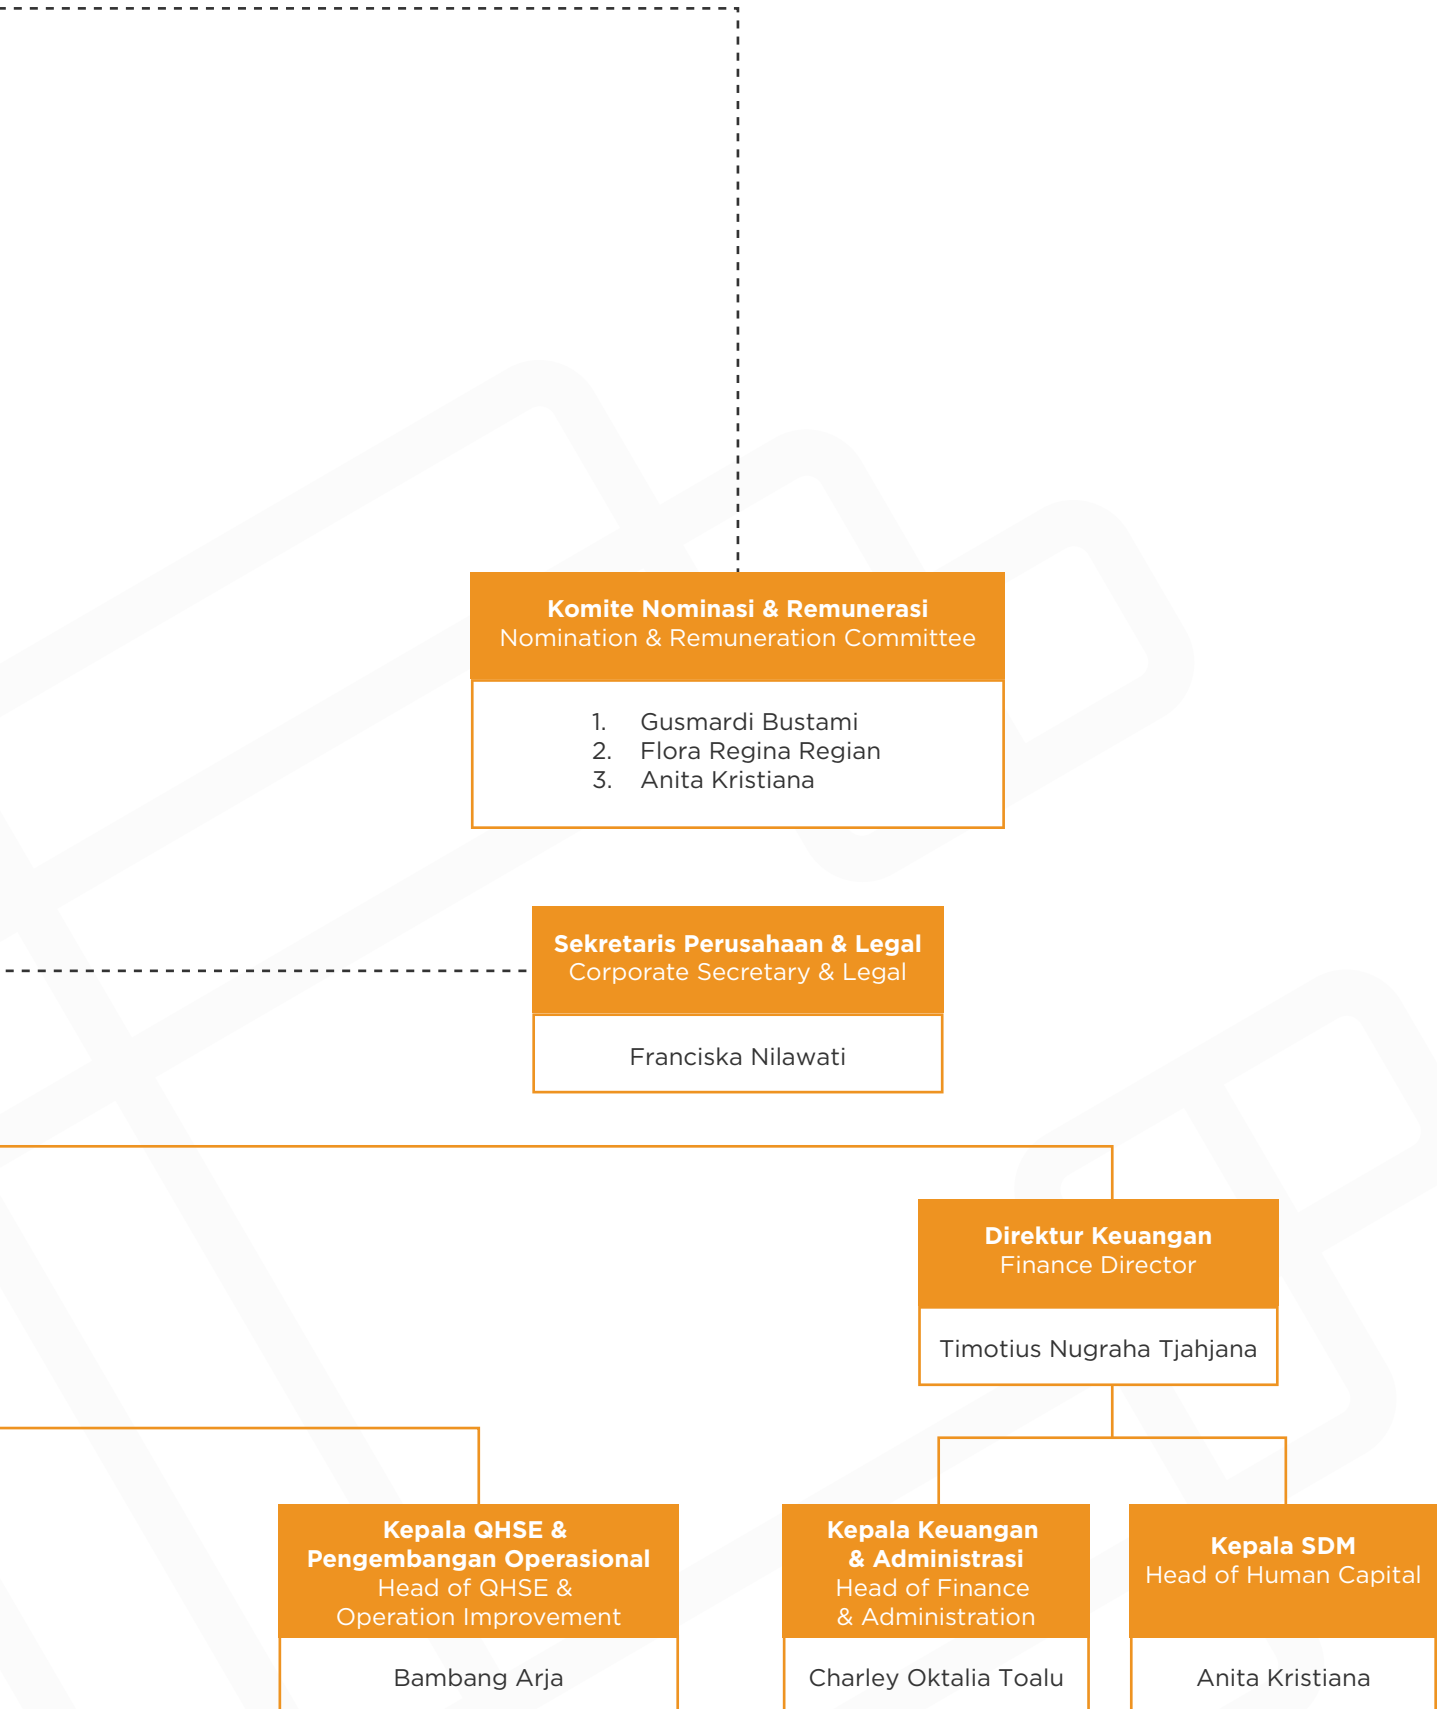 Komite Nominasi & Remunerasi
Nomination & Remuneration Committee
1. Gusmardi Bustami
2. Flora Regina Regian
3. Anita Kristiana
Sekretaris Perusahaan & Legal
Corporate Secretary & Legal
Franciska Nilawati
Direktur Keuangan
Finance Director
Timotius Nugraha Tjahjana
Kepala QHSE &
Pengembangan Operasional
Head of QHSE &
Operation Improvement
Bambang Arja
Kepala Keuangan
& Administrasi
Head of Finance
& Administration
Charley Oktalia Toalu
Kepala SDM
Head of Human Capital
Anita Kristiana